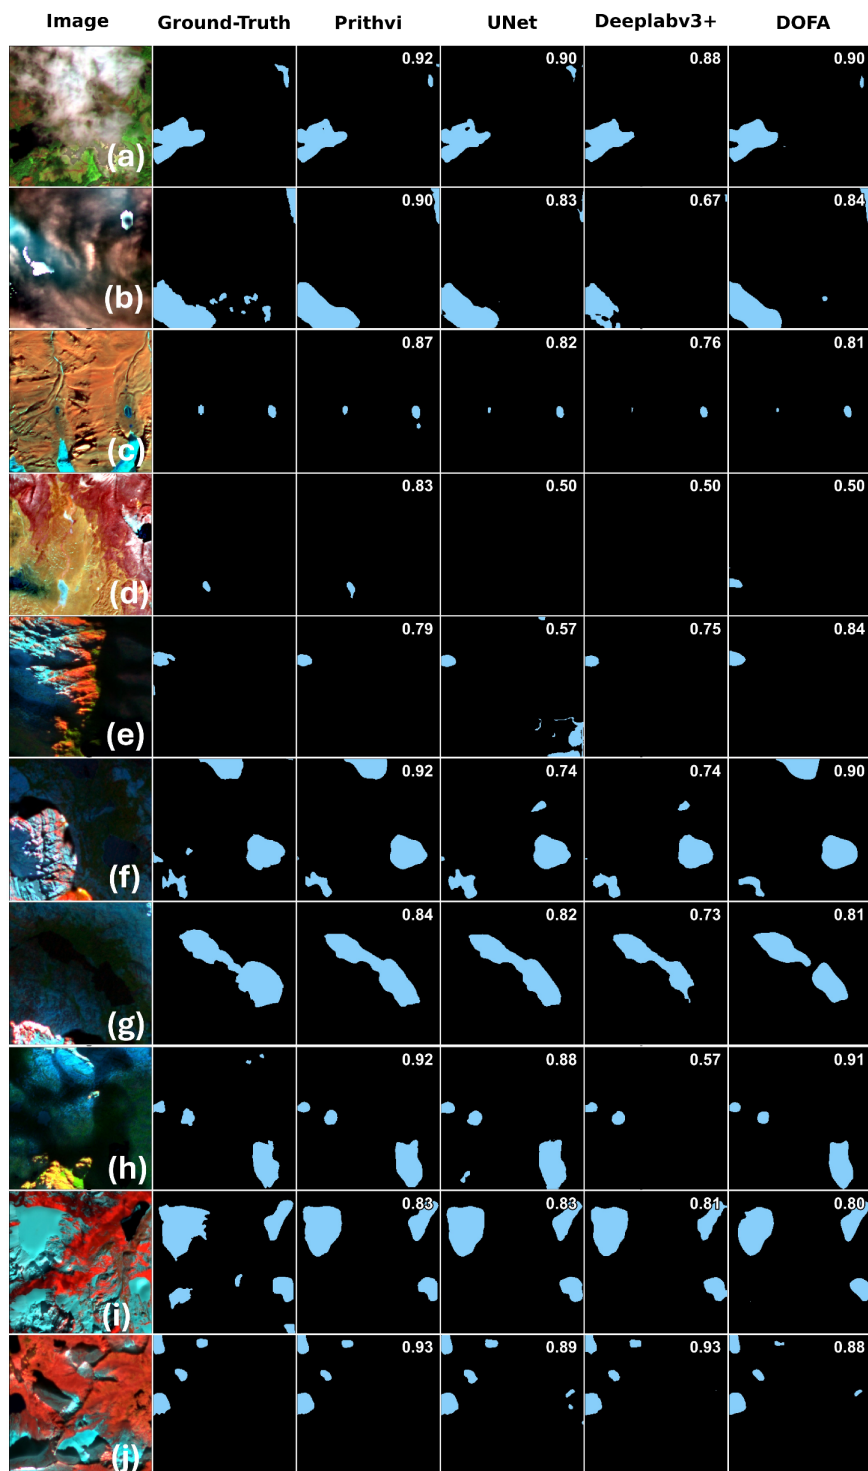 Image Ground-Truth Prithvi UNet Deeplabv3+ DOFA
(a) 0.92 0.90 0.88 0.90
(b) 0.90 0.83 0.67 0.84
(c) 0.87 0.82 0.76 0.81
(d) 0.83 0.50 0.50 0.50
(e) 0.79 0.57 0.75 0.84
(f) 0.92 0.74 0.74 0.90
(g) 0.84 0.82 0.73 0.81
(h) 0.92 0.88 0.57 0.91
(i) 0.83 0.83 0.81 0.80
(j) 0.93 0.89 0.93 0.88